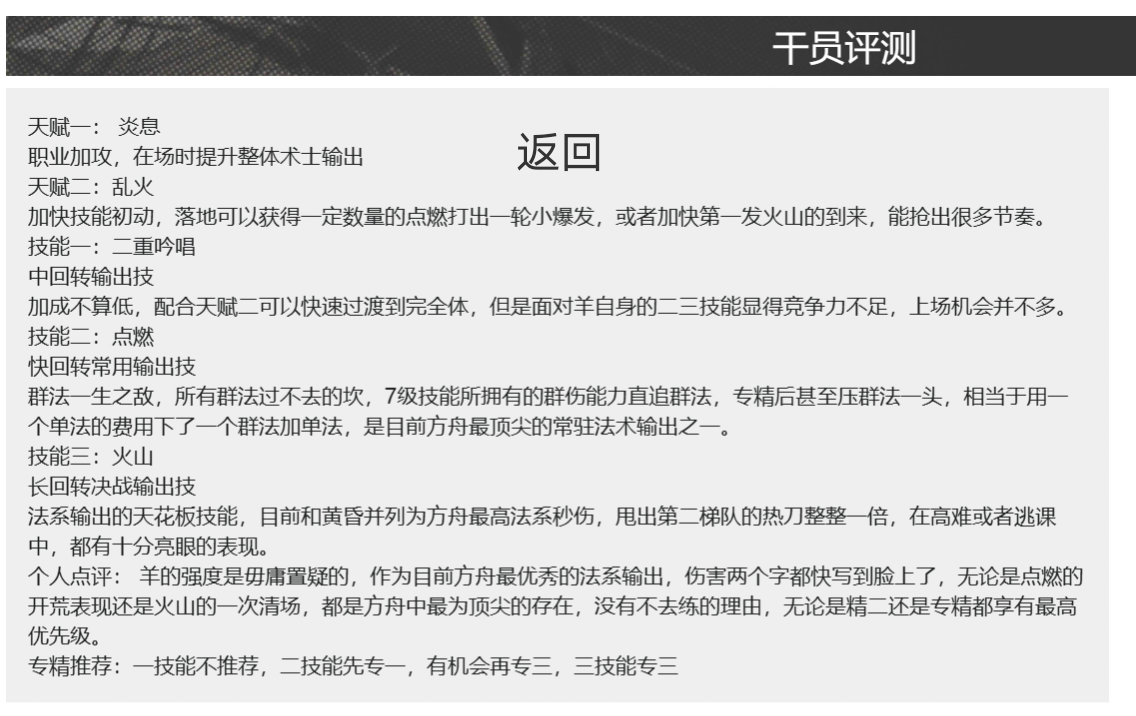 干员评测
返回
天赋一： 炎息
职业加攻，在场时提升整体术士输出
天赋二：乱火
加快技能初动，落地可以获得一定数量的点燃打出一轮小爆发，或者加快第一发火山的到来，能抢出很多节奏。
技能一：二重吟唱
中回转输出技
加成不算低，配合天赋二可以快速过渡到完全体，但是面对羊自身的二三技能显得竞争力不足，上场机会并不多。
技能二：点燃
快回转常用输出技
群法一生之敌，所有群法过不去的坎，7级技能所拥有的群伤能力直追群法，专精后甚至压群法一头，相当于用一
个单法的费用下了一个群法加单法，是目前方舟最顶尖的常驻法术输出之一。
技能三：火山
长回转决战输出技
法系输出的天花板技能，目前和黄昏并列为方舟最高法系秒伤，甩出第二梯队的热刀整整一倍，在高难或者逃课
中，都有十分亮眼的表现。
个人点评： 羊的强度是毋庸置疑的，作为目前方舟最优秀的法系输出，伤害两个字都快写到脸上了，无论是点燃的
开荒表现还是火山的一次清场，都是方舟中最为顶尖的存在，没有不去练的理由，无论是精二还是专精都享有最高
优先级。
专精推荐：一技能不推荐，二技能先专一，有机会再专三，三技能专三